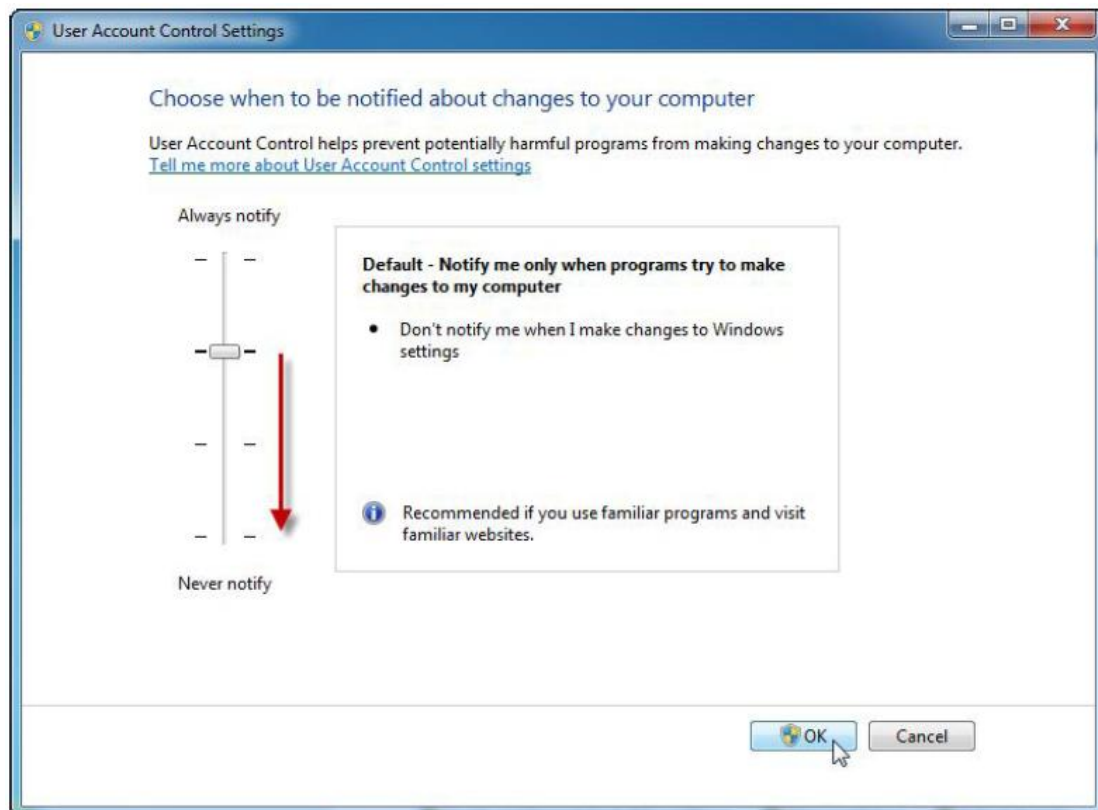 User Account Control Settings
Choose when to be notified about changes to your computer
User Account Control helps prevent potentially harmful programs from making changes to your computer.
Tell me more about User Account Control settings
Always notify
Default - Notify me only when programs try to make
changes to my computer
• Don't notify me when I make changes to Windows
settings
Recommended if you use familiar programs and visit
familiar websites.
Never notify
OK
Cancel